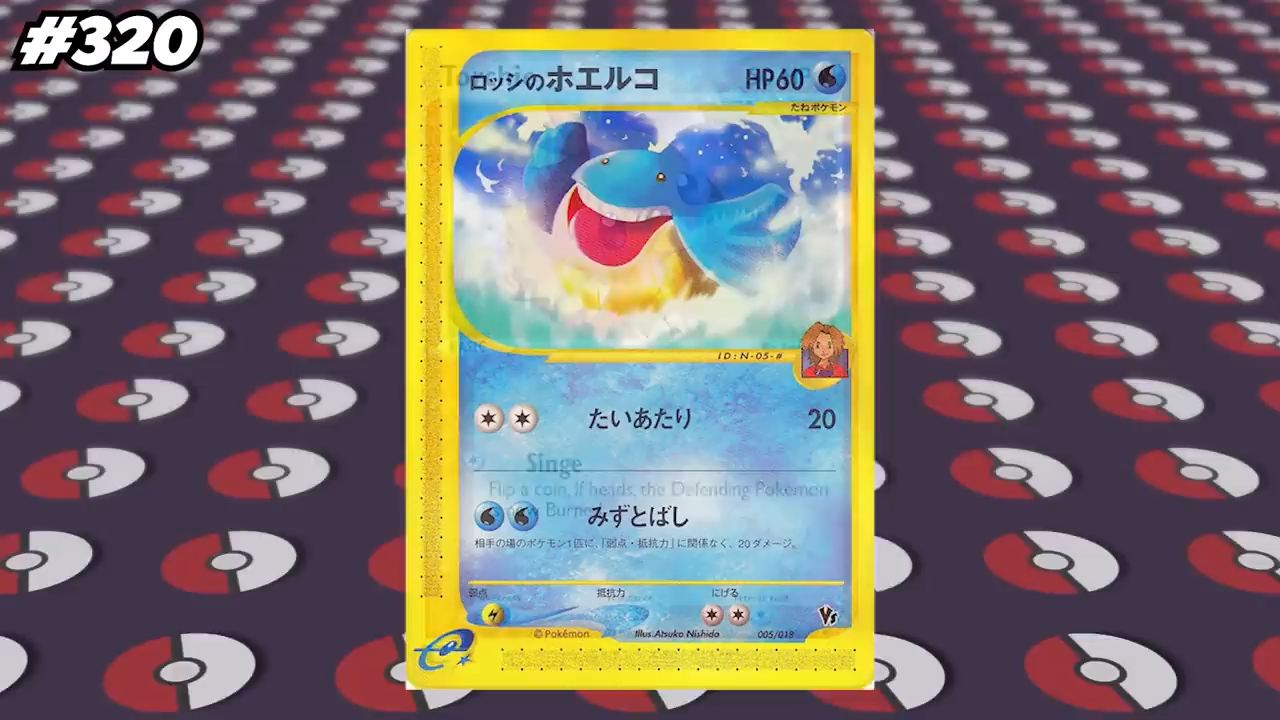 #320
ロッシのホエルコ HP60
たねポケモン
ID:N-05-#
たいあたり 20
Singe
Flip a coin. If heads, the Defending Pokémon
Burne
みずとばし
相手の場のポケモン1匹に、「弱点・抵抗力」に関係なく、20ダメージ。
弱点 抵抗力 にげる
©Pokémon Illus.Atsuko Nishida 005/018 VS
e